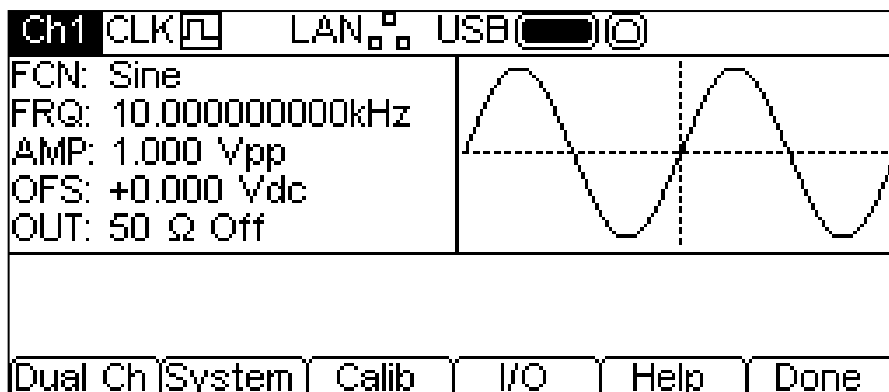 Ch1 CLK LAN USB
FCN: Sine
FRQ: 10.000000000kHz
AMP: 1.000 Vpp
OFS: +0.000 Vdc
OUT: 50 Ω Off
Dual Ch System Calib I/O Help Done